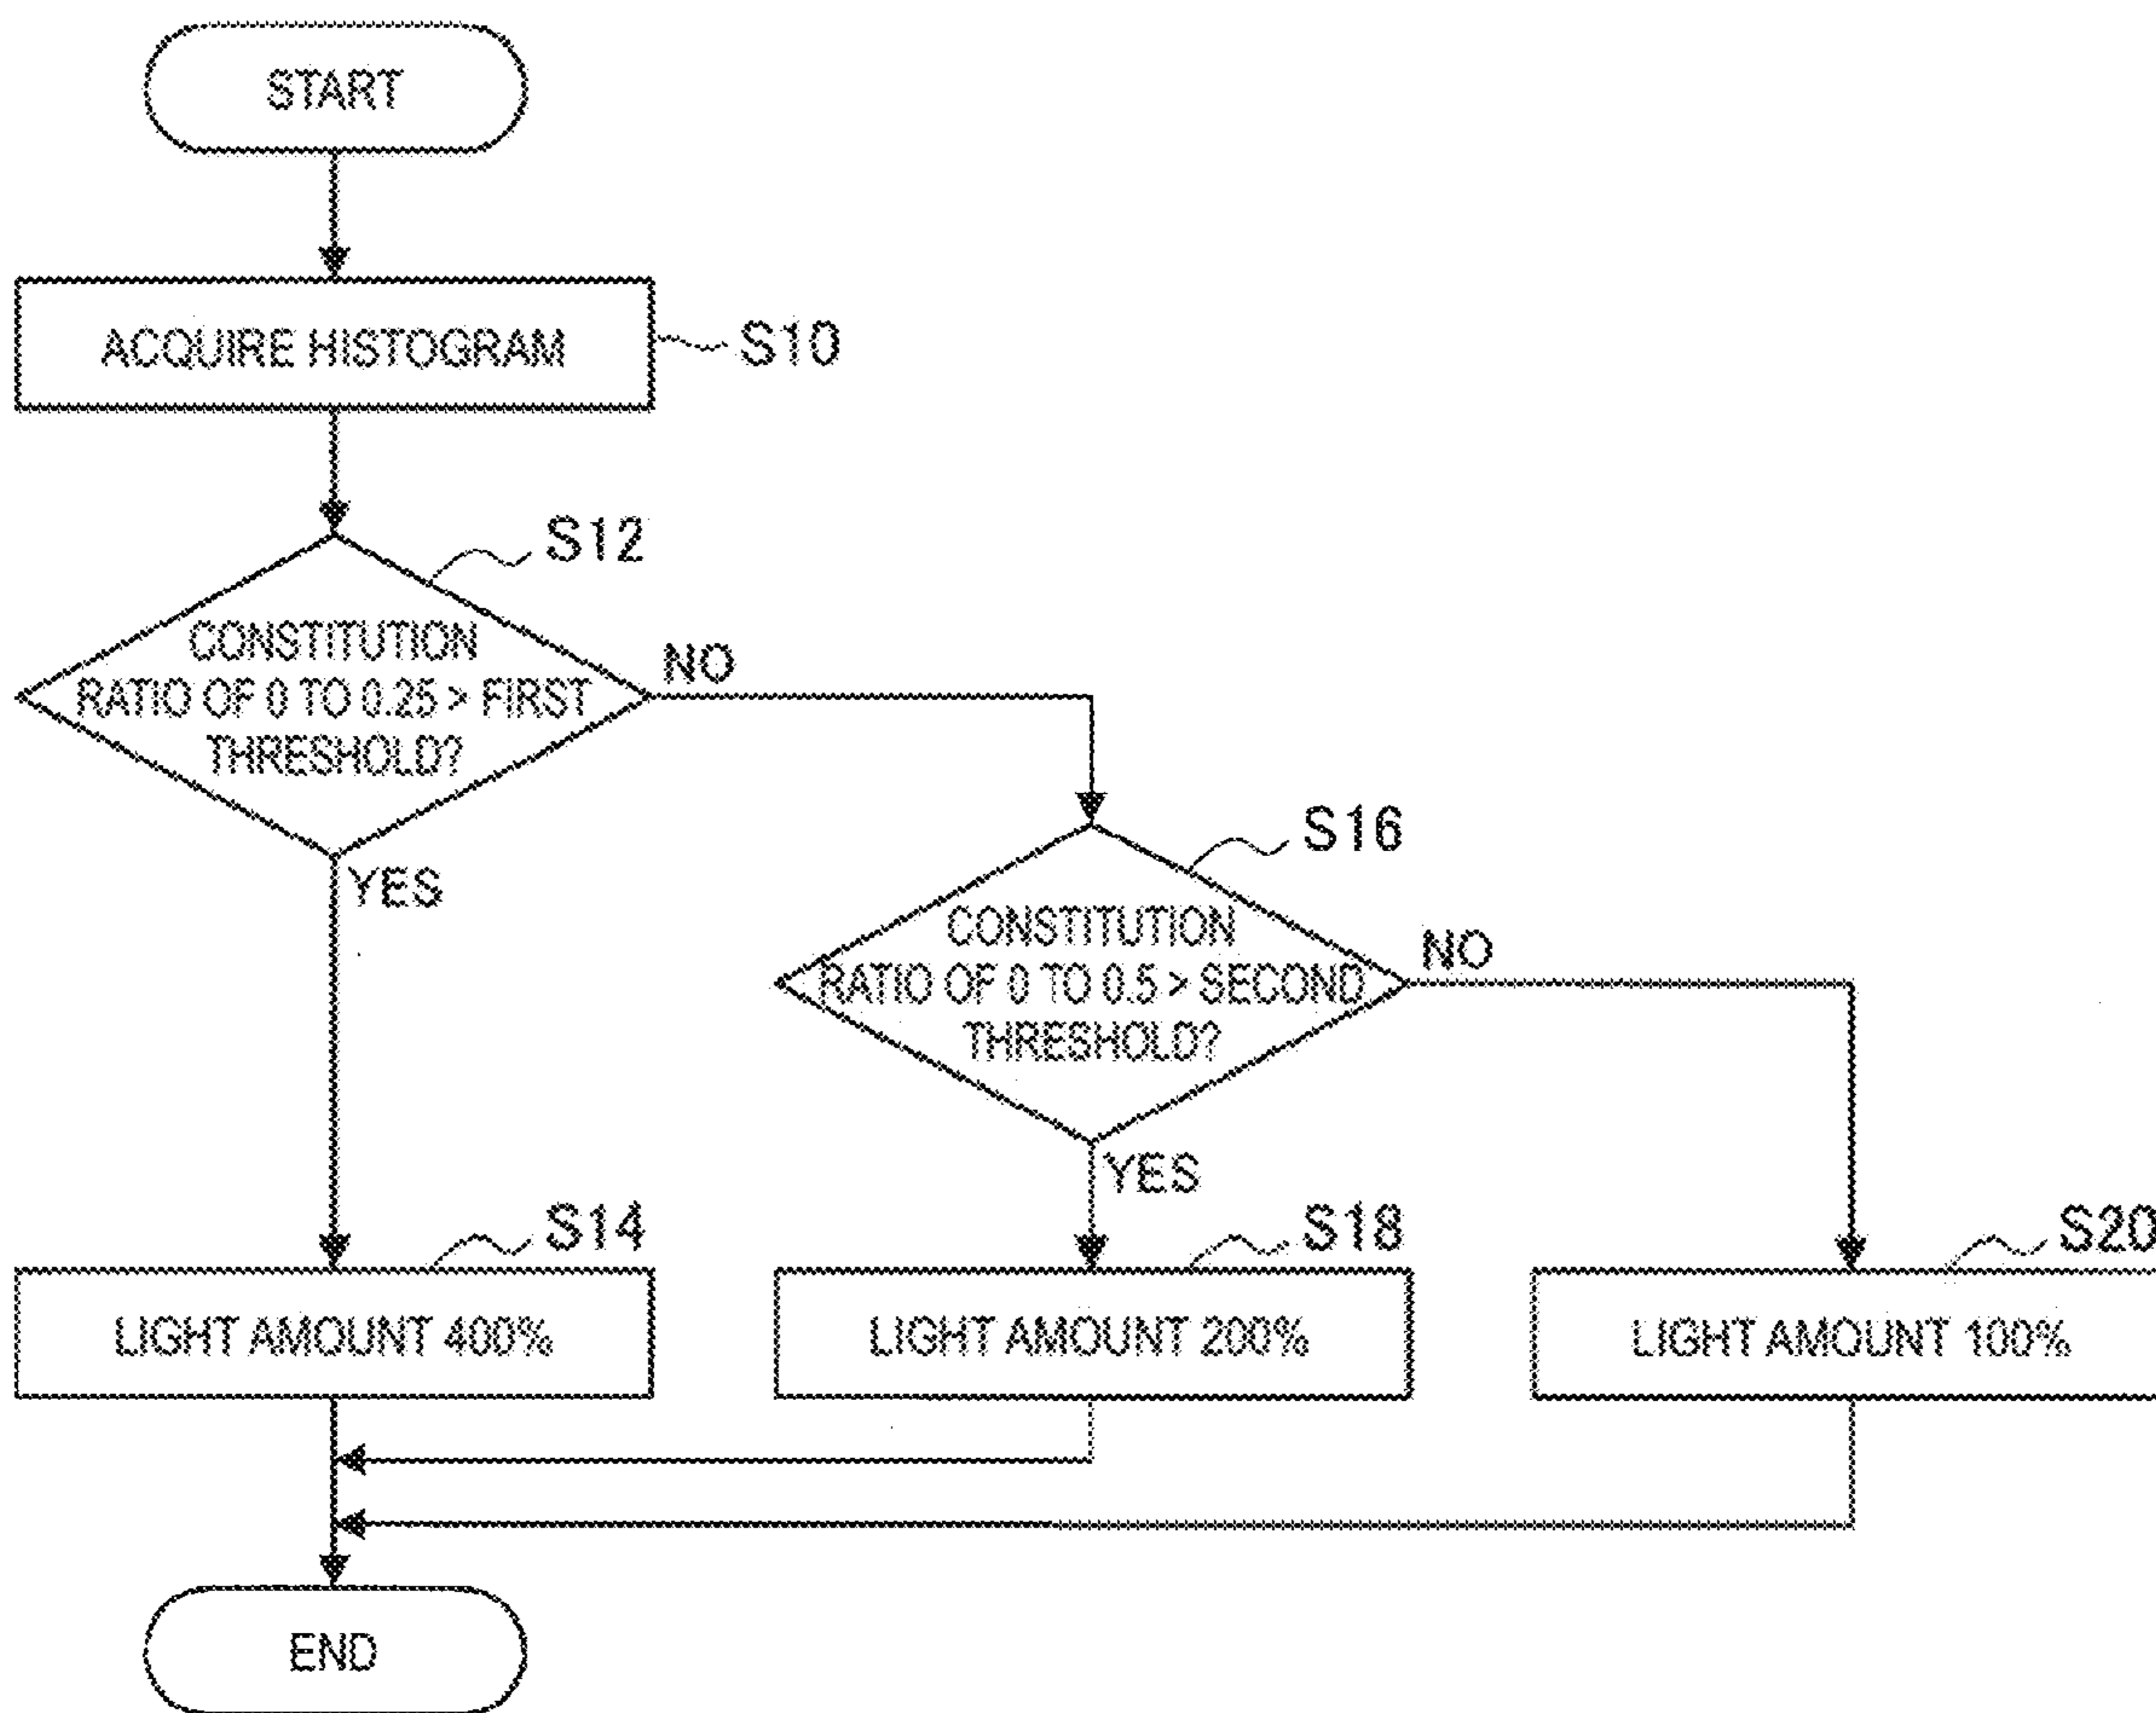 START
ACQUIRE HISTOGRAM
S10
S12
CONSTITUTION
RATIO OF 0 TO 0.25 > FIRST
THRESHOLD?
NO
YES
S16
CONSTITUTION
RATIO OF 0 TO 0.5 > SECOND
THRESHOLD?
NO
YES
S14
LIGHT AMOUNT 400%
S18
LIGHT AMOUNT 200%
S20
LIGHT AMOUNT 100%
END